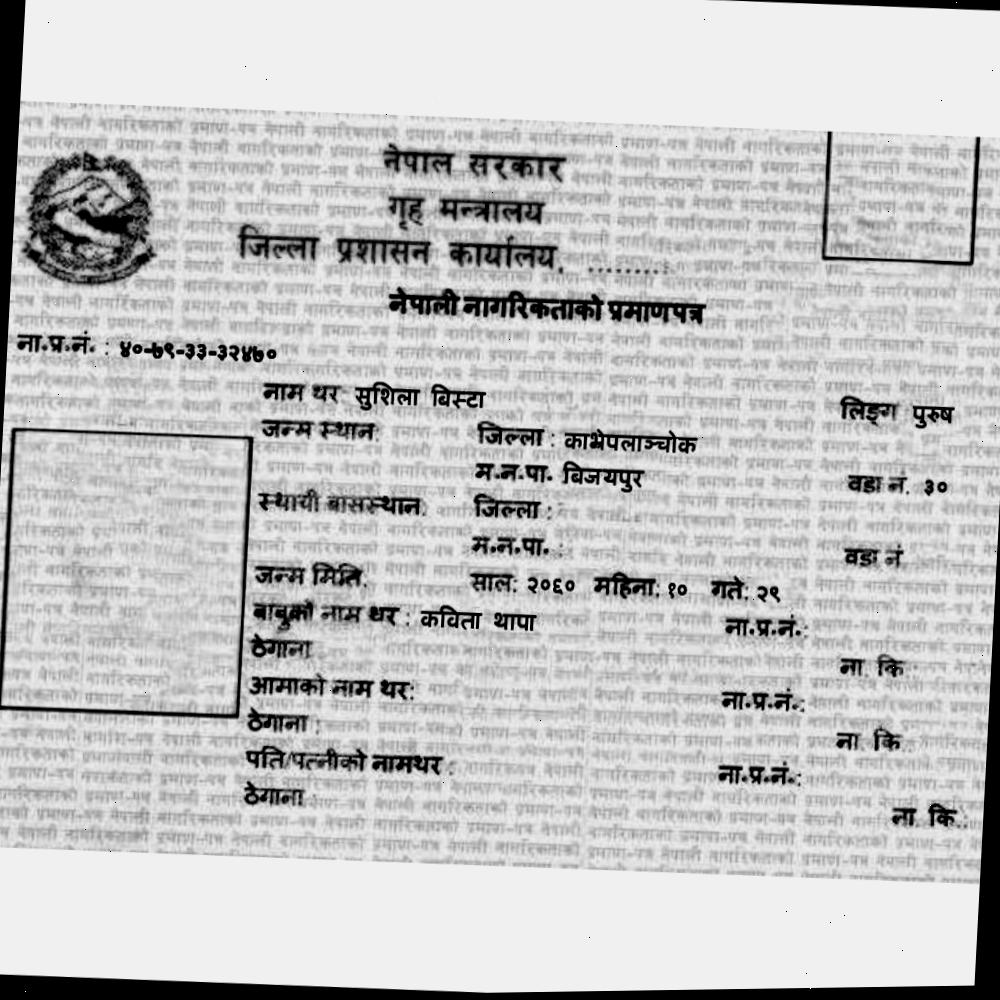 नेपाल सरकार
गृह मन्त्रालय
जिल्ला प्रशासन कार्यालय, .........
नेपाली नागरिकताको प्रमाणपत्र
ना.प्र.नं. : ४०-७९-३३-३२४७०
नाम थर: सुशिला बिस्टा लिङ्ग पुरुष
जन्म स्थान: जिल्ला : काभ्रेपलाञ्चोक
म.न.पा. बिजयपुर वडा नं. ३०
स्थायी बासस्थान: जिल्ला :
म.न.पा. : वडा नं.
जन्म मिति: साल: २०६० महिना: १० गते: २९
बाबुको नाम थर : कविता थापा ना.प्र.नं.:
ठेगाना : ना. कि.:
आमाको नाम थर: ना.प्र.नं.:
ठेगाना : ना. कि.
पति/पत्नीको नामथर : ना.प्र.नं.:
ठेगाना : ना. कि.: